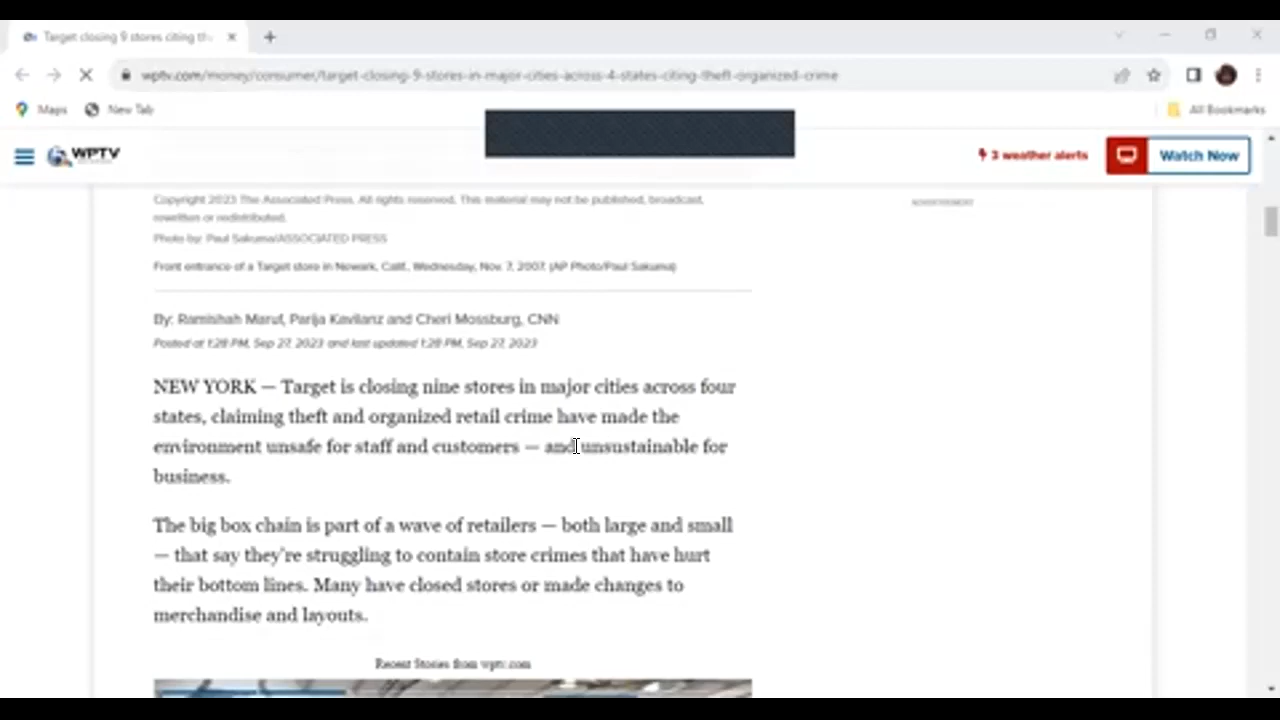 Target closing 9 stores citing th
wptv.com/money/consumer/target-closing-9-stores-in-major-cities-across-4-states-citing-theft-organized-crime
Maps
New Tab
All Bookmarks
WPTV
3 weather alerts
Watch Now
Copyright 2023 The Associated Press. All rights reserved. This material may not be published, broadcast,
rewritten or redistributed.
ADVERTISEMENT
Photo by: Paul Sakuma/ASSOCIATED PRESS
Front entrance of a Target store in Newark, Calif., Wednesday, Nov. 7, 2007. (AP Photo/Paul Sakuma)
By: Ramishah Maruf, Parija Kavilanz and Cheri Mossburg, CNN
Posted at 1:28 PM, Sep 27, 2023 and last updated 1:28 PM, Sep 27, 2023
NEW YORK — Target is closing nine stores in major cities across four
states, claiming theft and organized retail crime have made the
environment unsafe for staff and customers — and unsustainable for
business.
The big box chain is part of a wave of retailers — both large and small
— that say they're struggling to contain store crimes that have hurt
their bottom lines. Many have closed stores or made changes to
merchandise and layouts.
Recent Stories from wptv.com